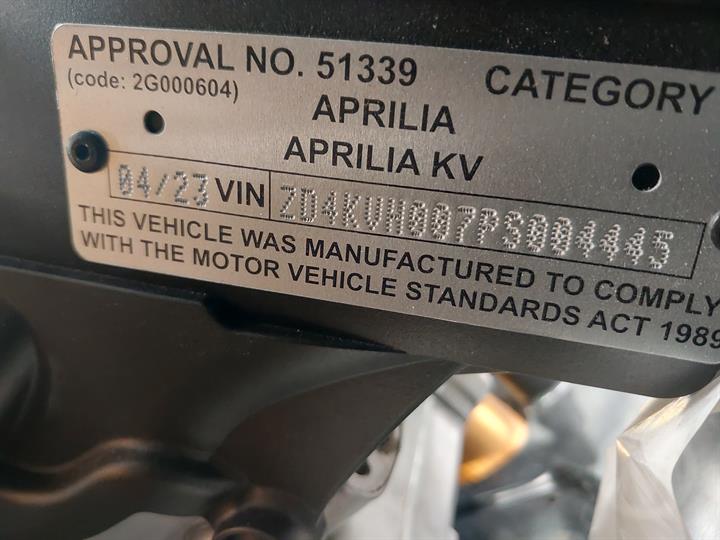 APPROVAL NO. 51339 CATEGORY
(code: 2G000604)
APRILIA
APRILIA KV
04/23 VIN ZD4KVH007PS004445
THIS VEHICLE WAS MANUFACTURED TO COMPLY
WITH THE MOTOR VEHICLE STANDARDS ACT 1989